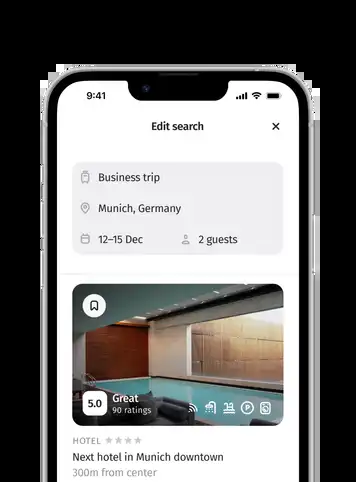 9:41
Edit search
Business trip
Munich, Germany
12–15 Dec 2 guests
5.0 Great
90 ratings
P
HOTEL
Next hotel in Munich downtown
300m from center